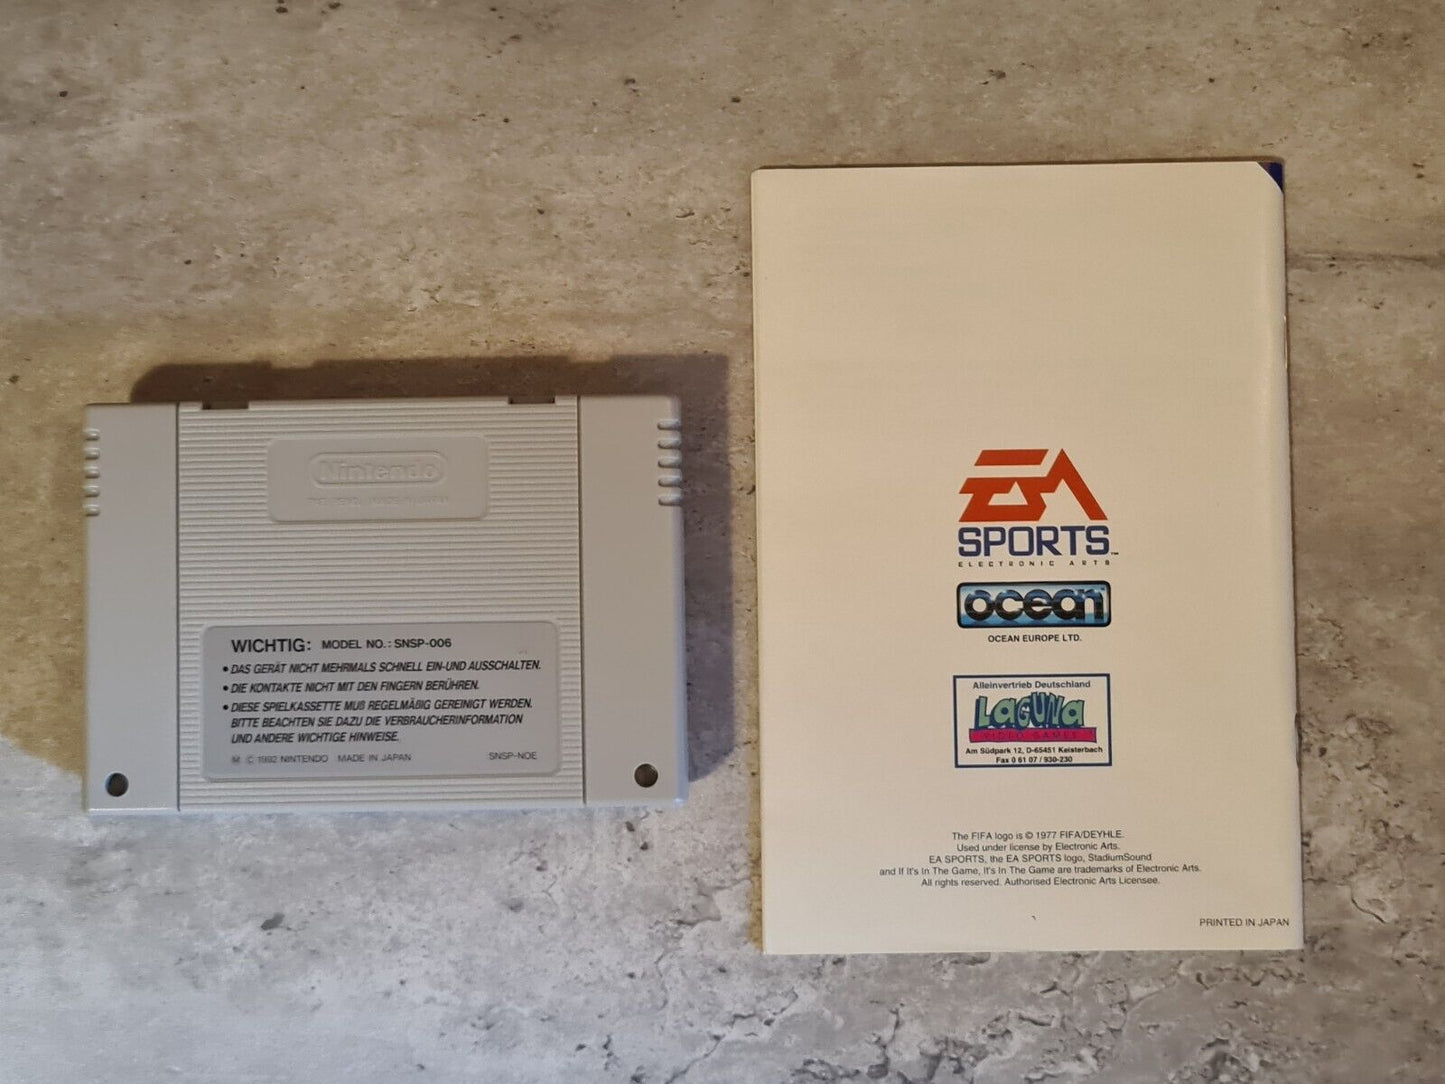 Nintendo
WICHTIG: MODEL NO.: SNSP-006
• DAS GERÄT NICHT MEHRMALS SCHNELL EIN-UND AUSSCHALTEN.
• DIE KONTAKTE NICHT MIT DEN FINGERN BERÜHREN.
• DIESE SPIELKASSETTE MUß REGELMÄßIG GEREINIGT WERDEN.
BITTE BEACHTEN SIE DAZU DIE VERBRAUCHERINFORMATION
UND ANDERE WICHTIGE HINWEISE.
Ⓜ © 1992 NINTENDO MADE IN JAPAN SNSP-NOE
EA
SPORTS™
ELECTRONIC ARTS
ocean™
OCEAN EUROPE LTD.
Alleinvertrieb Deutschland
LAGUNA
VIDEO GAMES
Am Südpark 12, D-65451 Kelsterbach
Fax 0 61 07 / 930-230
The FIFA logo is © 1977 FIFA/DEYHLE.
Used under license by Electronic Arts.
EA SPORTS, the EA SPORTS logo, StadiumSound
and If It's In The Game, It's In The Game are trademarks of Electronic Arts.
All rights reserved. Authorised Electronic Arts Licensee.
PRINTED IN JAPAN